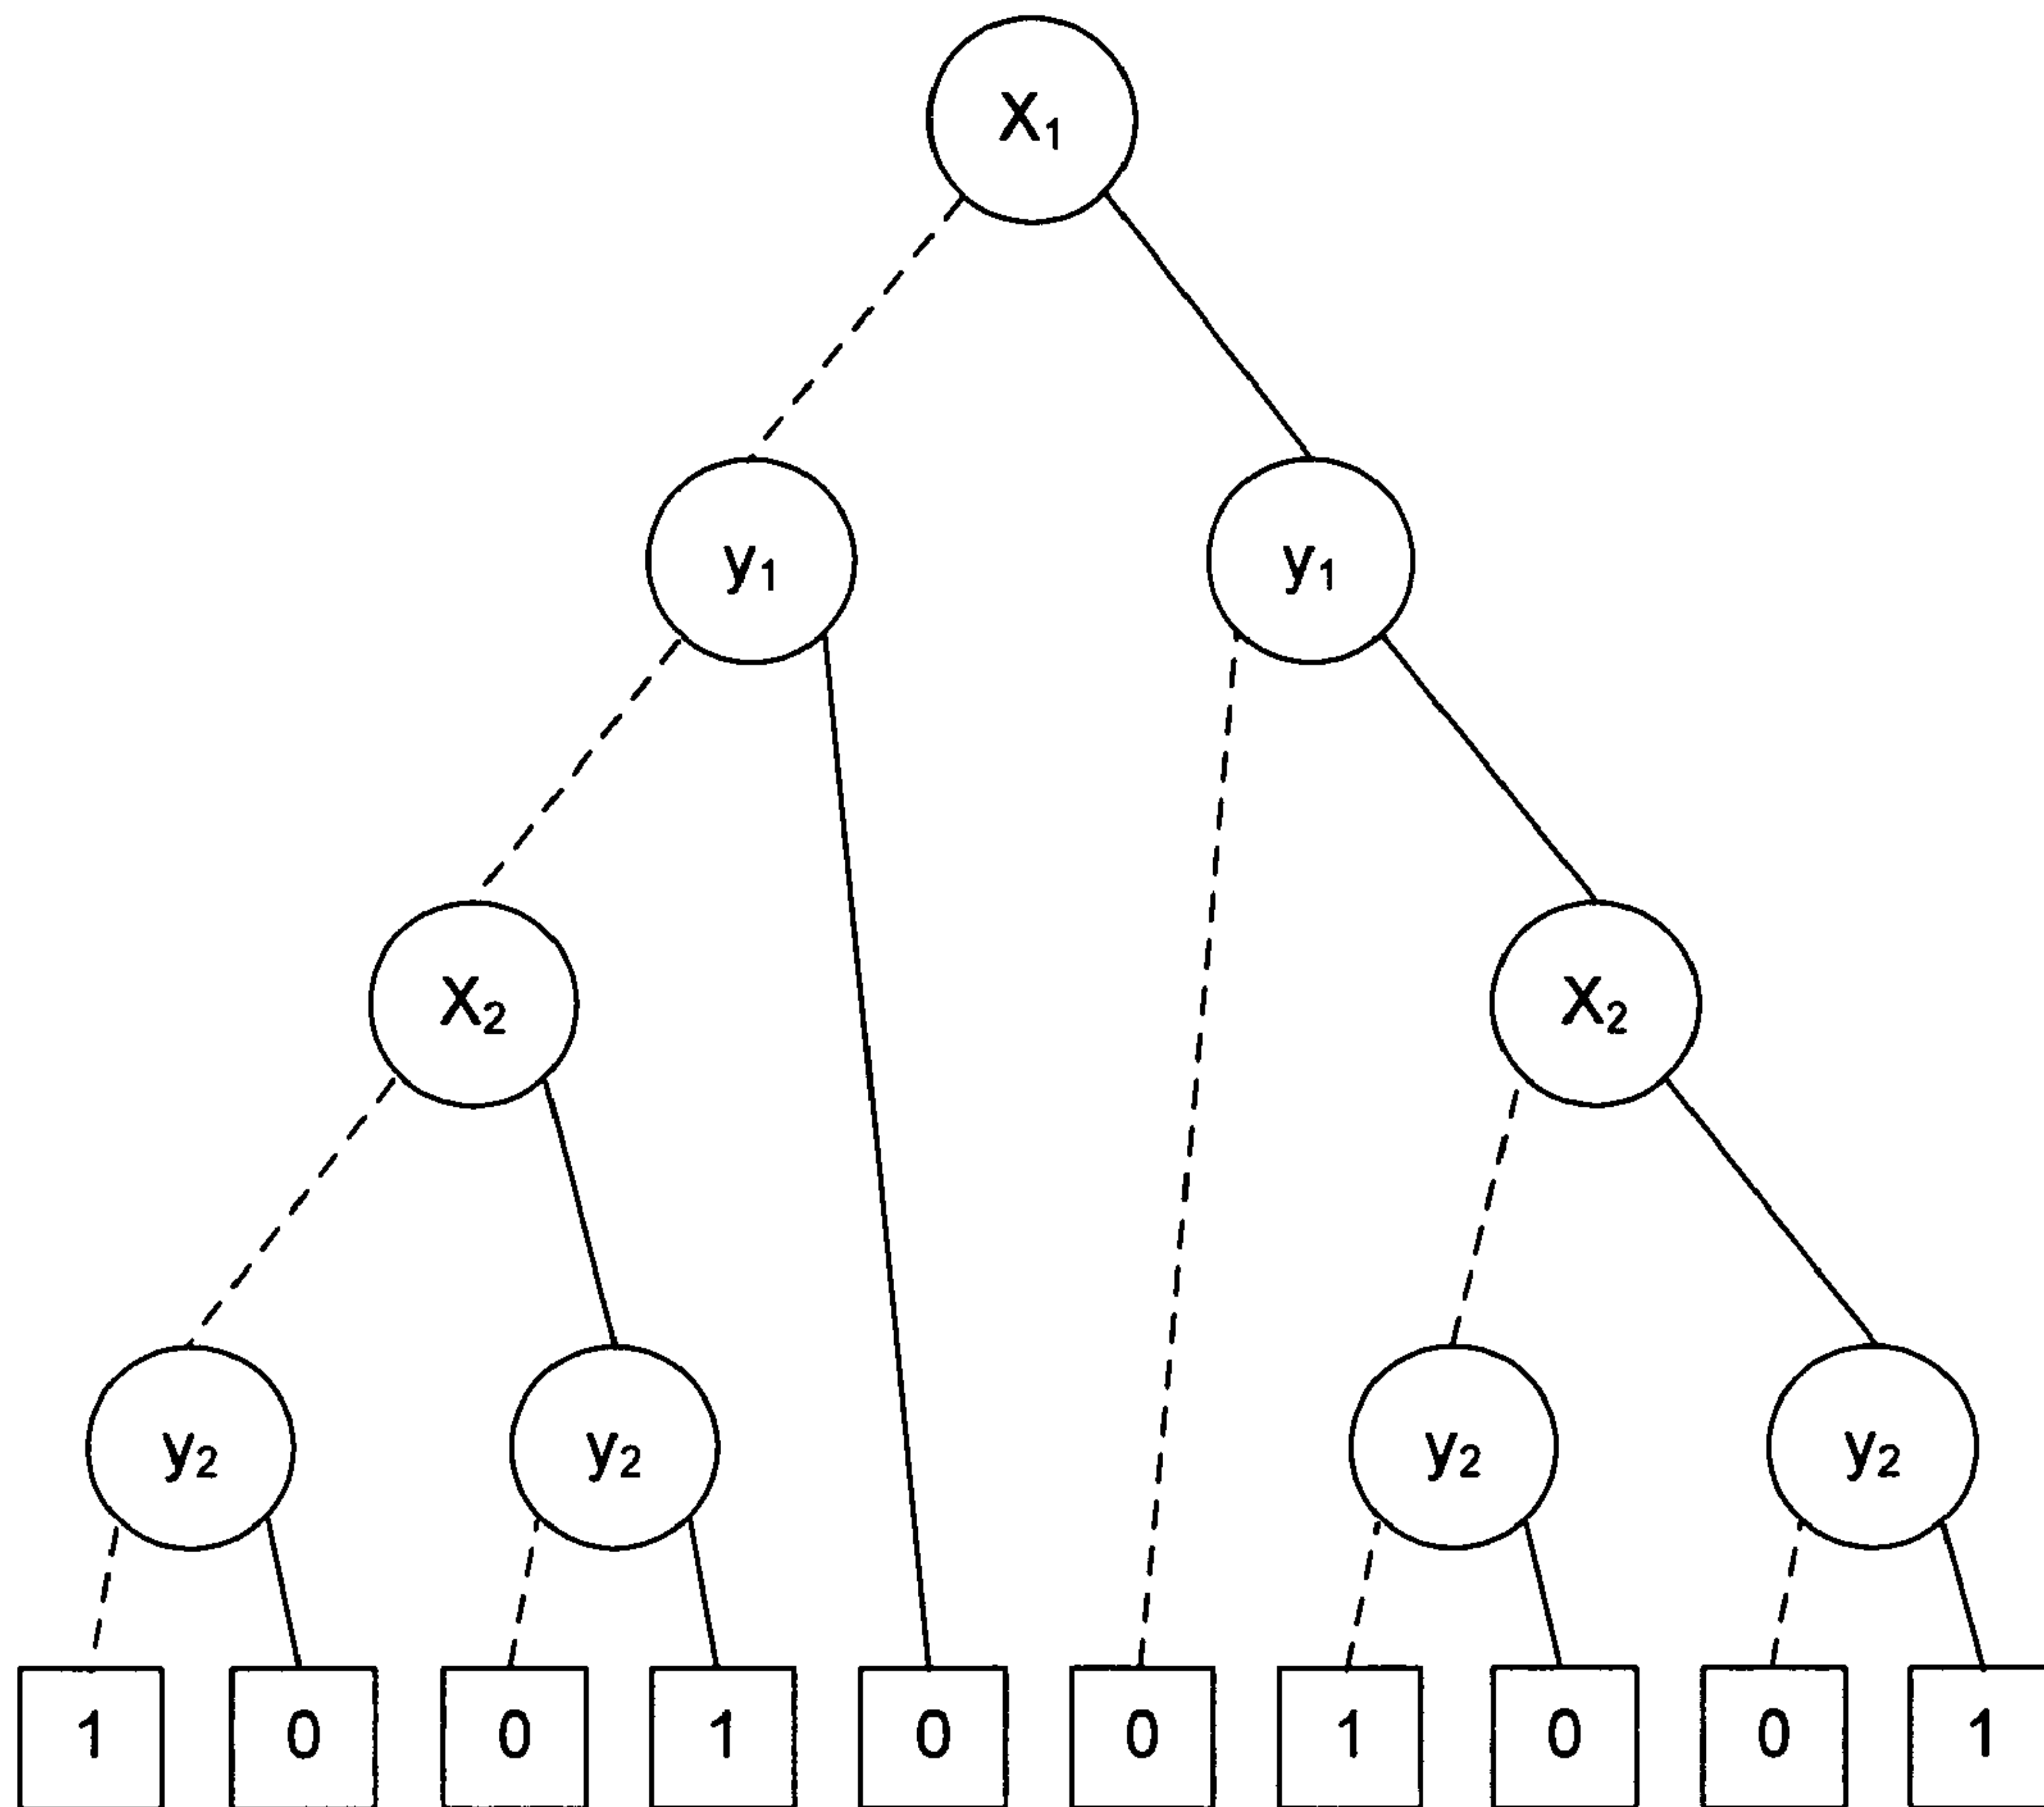 X₁
y₁ y₁
X₂ X₂
y₂ y₂ y₂ y₂
1 0 0 1 0 0 1 0 0 1